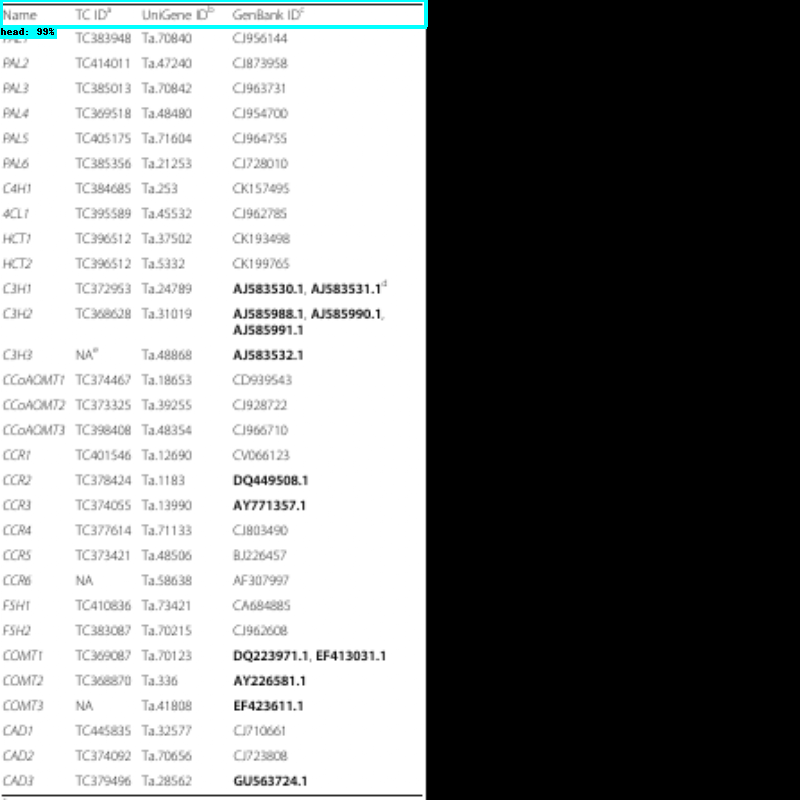 Name TC IDa UniGene IDb GenBank IDc
head: 99%
PAL1 TC383948 Ta.70840 CJ956144
PAL2 TC414011 Ta.47240 CJ873958
PAL3 TC385013 Ta.70842 CJ963731
PAL4 TC369518 Ta.48480 CJ954700
PAL5 TC405175 Ta.71604 CJ964755
PAL6 TC385356 Ta.21253 CJ728010
C4H1 TC384685 Ta.253 CK157495
4CL1 TC395589 Ta.45532 CJ962785
HCT1 TC396512 Ta.37502 CK193498
HCT2 TC396512 Ta.5332 CK199765
C3H1 TC372953 Ta.24789 AJ583530.1, AJ583531.1d
C3H2 TC368628 Ta.31019 AJ585988.1, AJ585990.1,
AJ585991.1
C3H3 NAe Ta.48868 AJ583532.1
CCoAOMT1 TC374467 Ta.18653 CD939543
CCoAOMT2 TC373325 Ta.39255 CJ928722
CCoAOMT3 TC398408 Ta.48354 CJ966710
CCR1 TC401546 Ta.12690 CV066123
CCR2 TC378424 Ta.1183 DQ449508.1
CCR3 TC374055 Ta.13990 AY771357.1
CCR4 TC377614 Ta.71133 CJ803490
CCR5 TC373421 Ta.48506 BJ226457
CCR6 NA Ta.58638 AF307997
F5H1 TC410836 Ta.73421 CA684885
F5H2 TC383087 Ta.70215 CJ962608
COMT1 TC369087 Ta.70123 DQ223971.1, EF413031.1
COMT2 TC368870 Ta.336 AY226581.1
COMT3 NA Ta.41808 EF423611.1
CAD1 TC445835 Ta.32577 CJ710661
CAD2 TC374092 Ta.70656 CJ723808
CAD3 TC379496 Ta.28562 GU563724.1